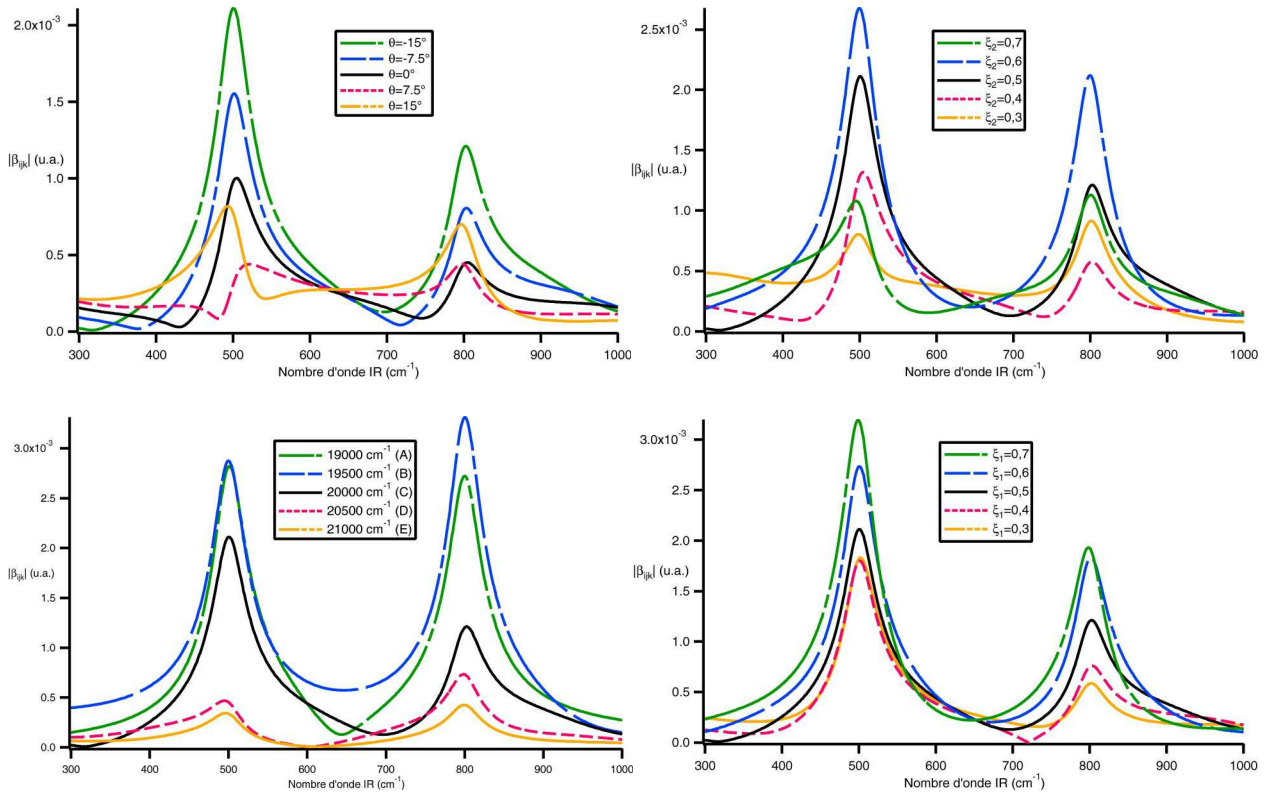 2.0x10⁻³
1.0
0.5
0.0
|βijk| (u.a.)
θ=-15°
θ=-7.5°
θ=0°
θ=7.5°
θ=15°
300 400 500 600 700 800 900 1000
Nombre d'onde IR (cm⁻¹)
2.5x10⁻³
2.0
1.0
0.5
0.0
|βijk| (u.a.)
ξ₂=0,7
ξ₂=0,6
ξ₂=0,5
ξ₂=0,4
ξ₂=0,3
300 400 500 600 700 800 900 1000
Nombre d'onde IR (cm⁻¹)
3.0x10⁻³
2.5
2.0
1.0
0.5
0.0
|βijk| (u.a.)
19000 cm⁻¹ (A)
19500 cm⁻¹ (B)
20000 cm⁻¹ (C)
20500 cm⁻¹ (D)
21000 cm⁻¹ (E)
300 400 500 600 700 800 900 1000
Nombre d'onde IR (cm⁻¹)
3.0x10⁻³
2.5
2.0
1.0
0.5
0.0
|βijk| (u.a.)
ξ₁=0,7
ξ₁=0,6
ξ₁=0,5
ξ₁=0,4
ξ₁=0,3
300 400 500 600 700 800 900 1000
Nombre d'onde IR (cm⁻¹)